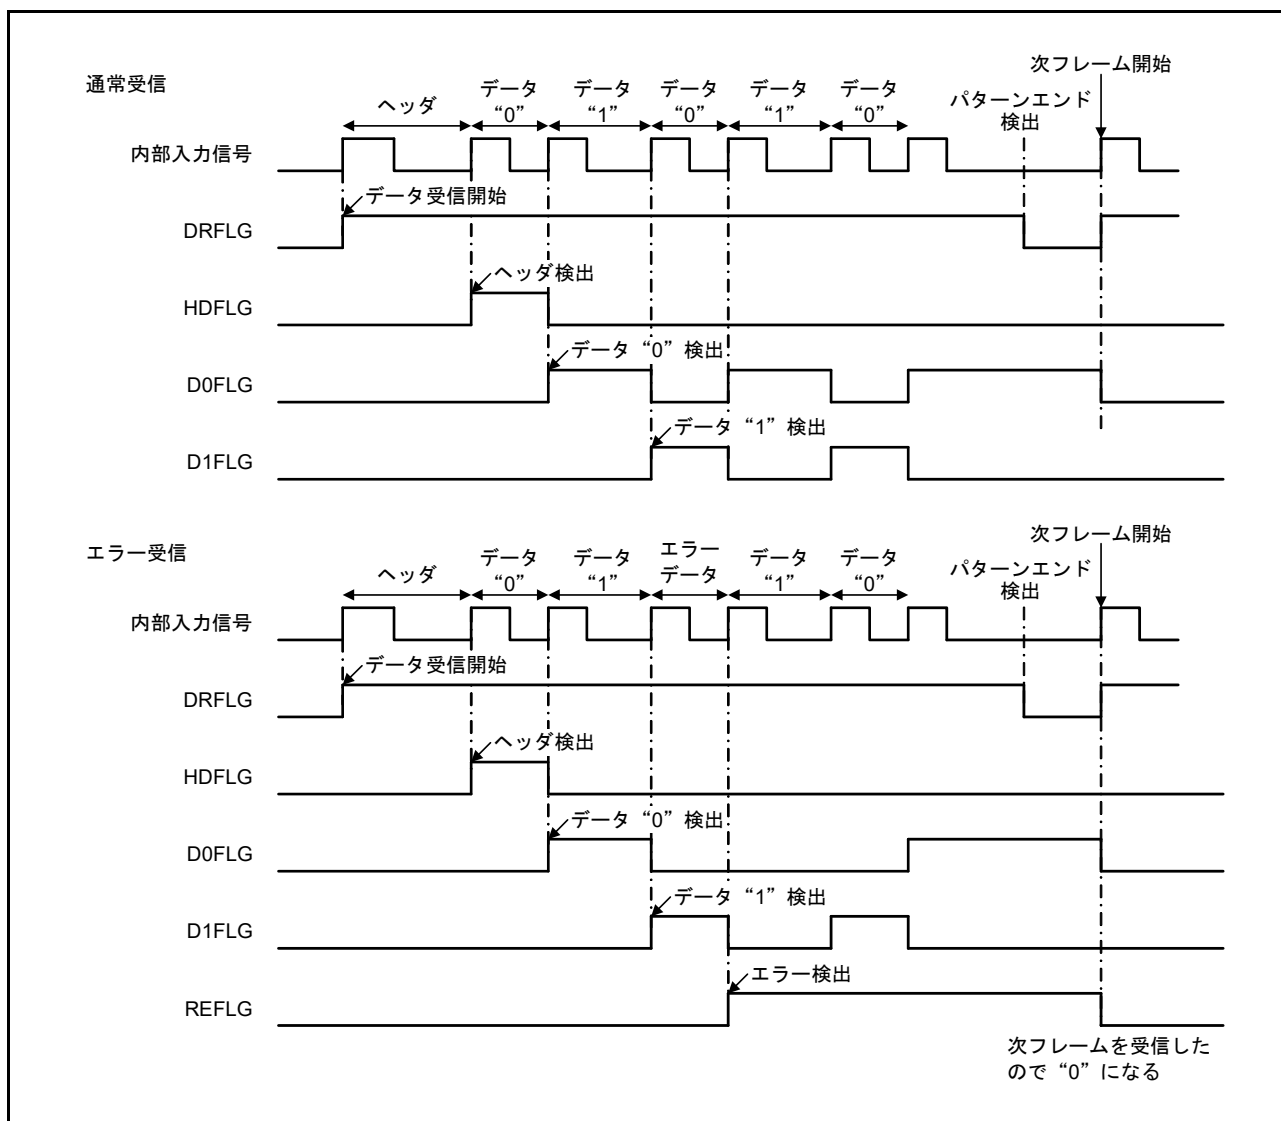 通常受信
次フレーム開始
ヘッダ
データ
“0”
データ
“1”
データ
“0”
データ
“1”
データ
“0”
パターンエンド
検出
内部入力信号
データ受信開始
DRFLG
ヘッダ検出
HDFLG
データ “0” 検出
D0FLG
データ “1” 検出
D1FLG
エラー受信
次フレーム開始
ヘッダ
データ
“0”
データ
“1”
エラー
データ
データ
“1”
データ
“0”
パターンエンド
検出
内部入力信号
データ受信開始
DRFLG
ヘッダ検出
HDFLG
データ “0” 検出
D0FLG
データ “1” 検出
D1FLG
エラー検出
REFLG
次フレームを受信した
ので “0” になる